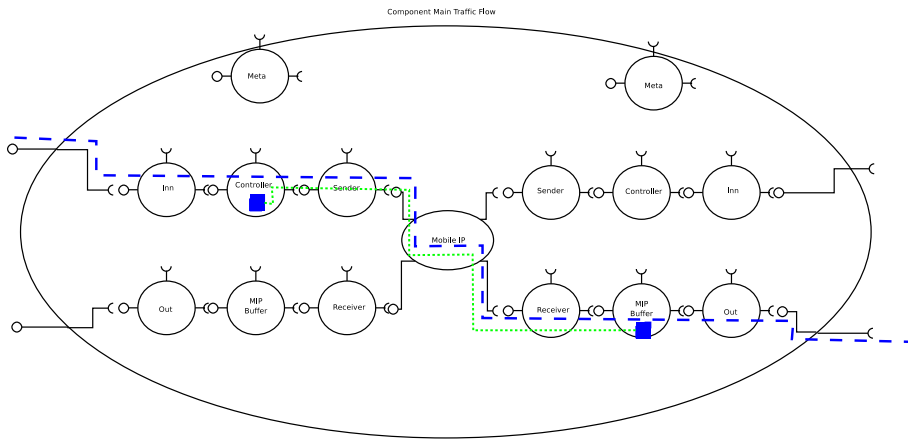 Component Main Traffic Flow
Meta
Meta
Inn
Controller
Sender
Sender
Controller
Inn
Mobile IP
Out
MIP
Buffer
Receiver
Receiver
MIP
Buffer
Out